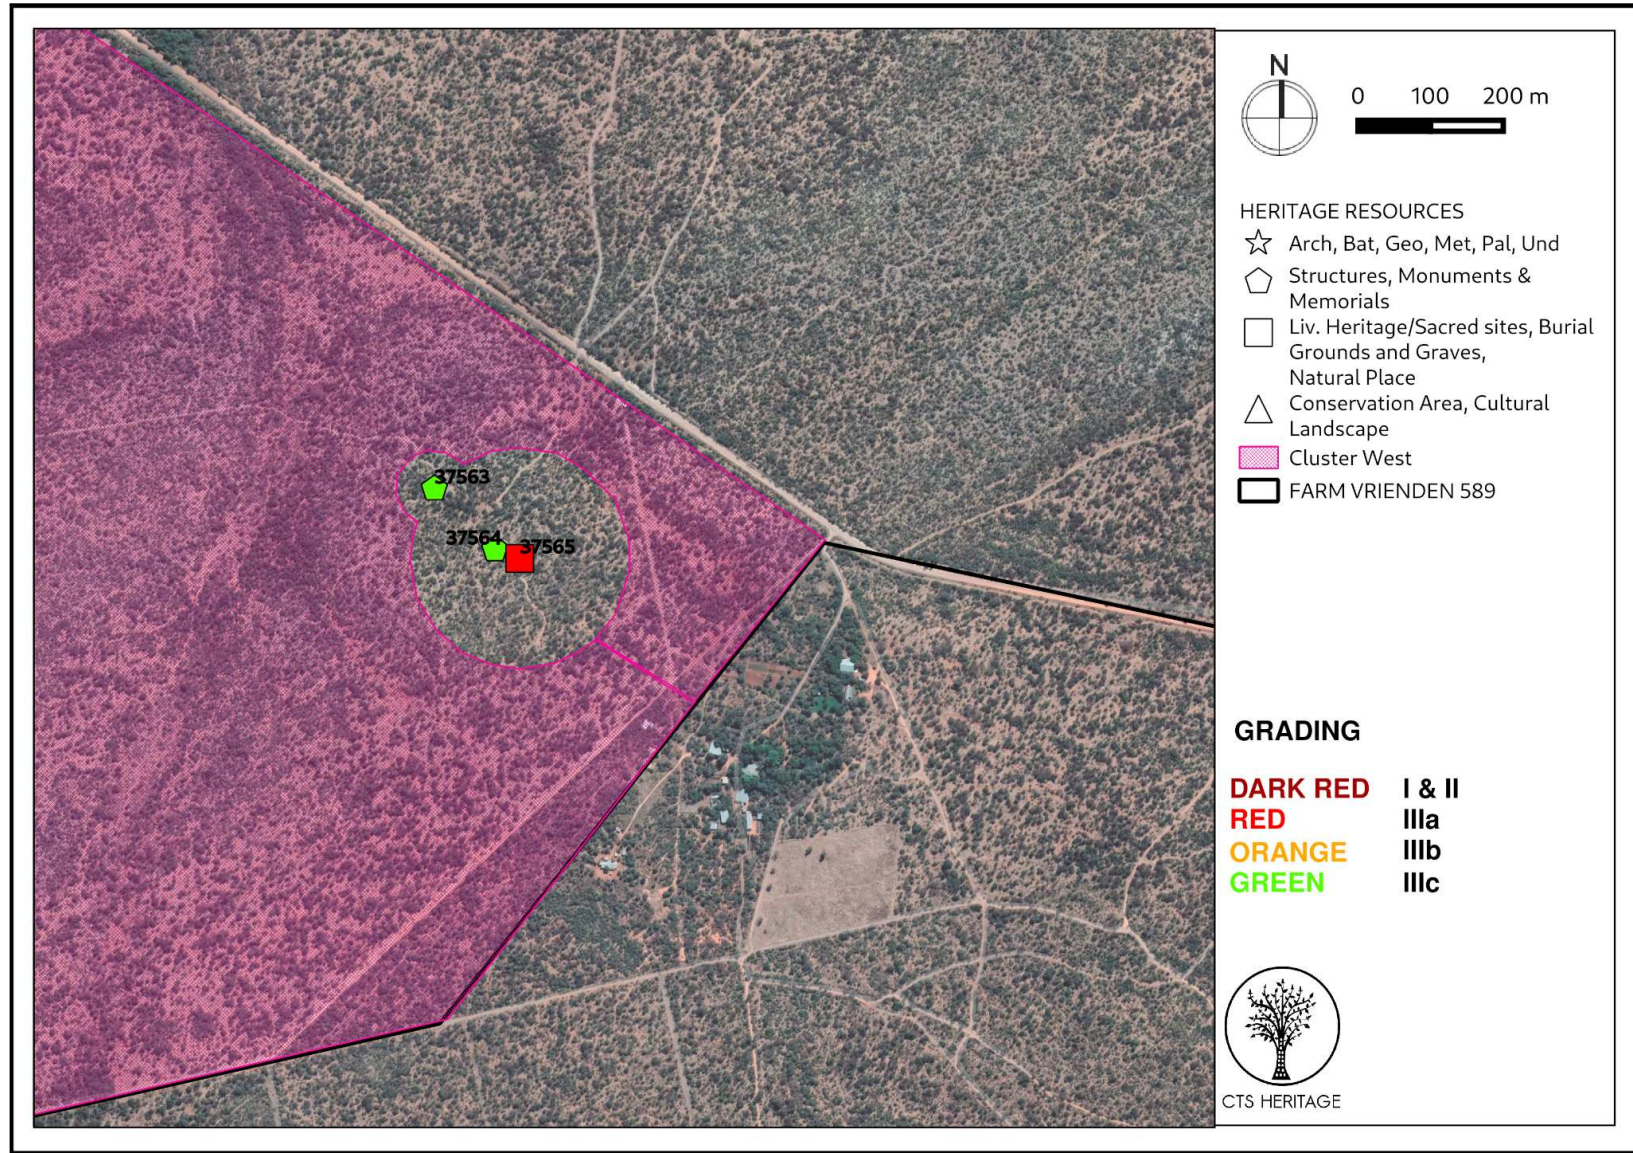 N
0 100 200 m
HERITAGE RESOURCES
Arch, Bat, Geo, Met, Pal, Und
Structures, Monuments &
Memorials
Liv. Heritage/Sacred sites, Burial
Grounds and Graves,
Natural Place
Conservation Area, Cultural
Landscape
Cluster West
FARM VRIENDEN 589
37563
37564
37565
GRADING
DARK RED I & II
RED IIIa
ORANGE IIIb
GREEN IIIc
CTS HERITAGE